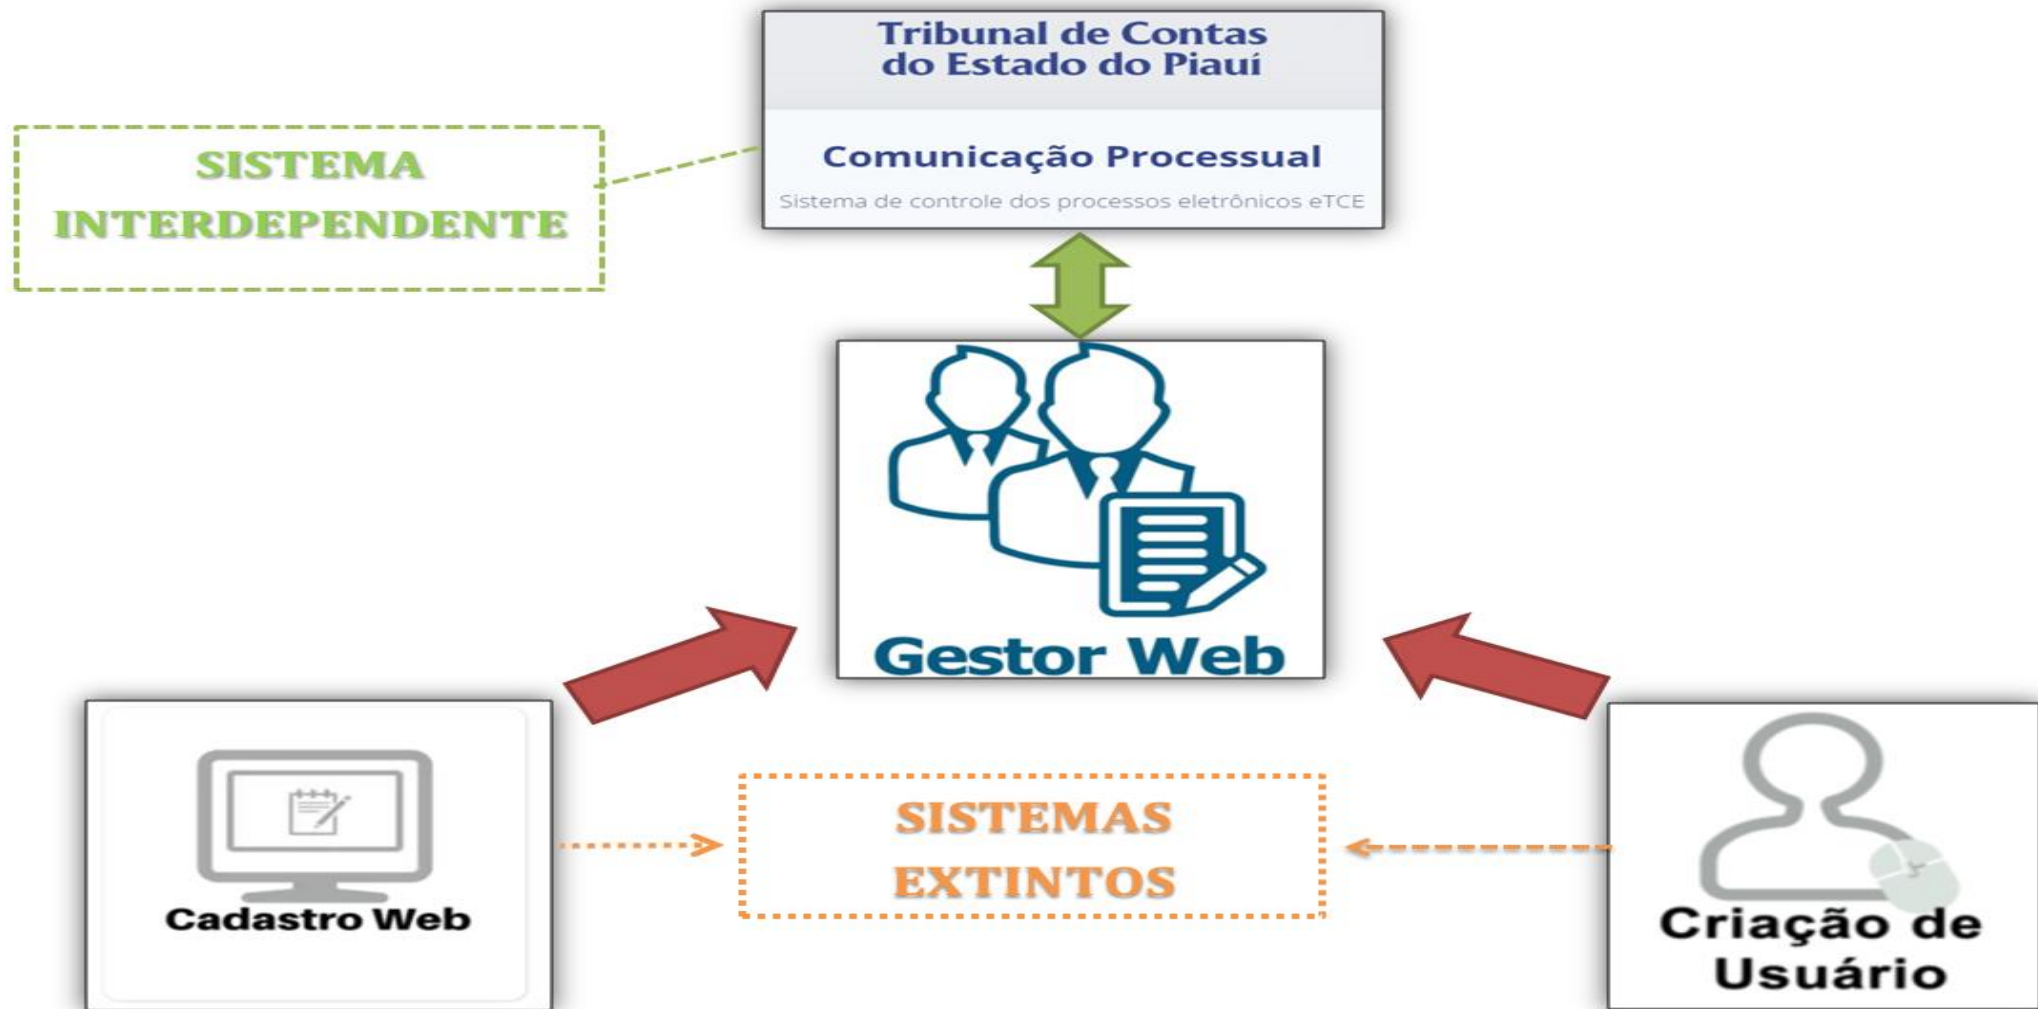 Tribunal de Contas
do Estado do Piauí
Comunicação Processual
Sistema de controle dos processos eletrônicos eTCE
SISTEMA
INTERDEPENDENTE
Gestor Web
Cadastro Web
SISTEMAS
EXTINTOS
Criação de
Usuário